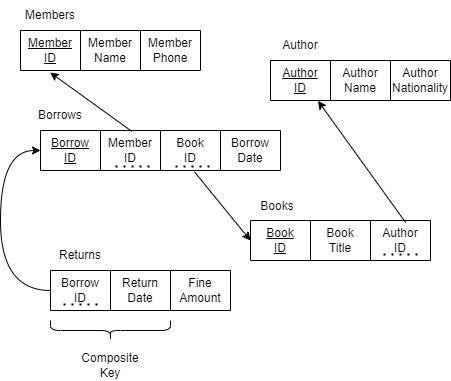 Members
Member Member Member
ID Name Phone
Author
Author Author Author
ID Name Nationality
Borrows
Borrow Member Book Borrow
ID ID ID Date
Books
Book Book Author
ID Title ID
Returns
Borrow Return Fine
ID Date Amount
Composite
Key